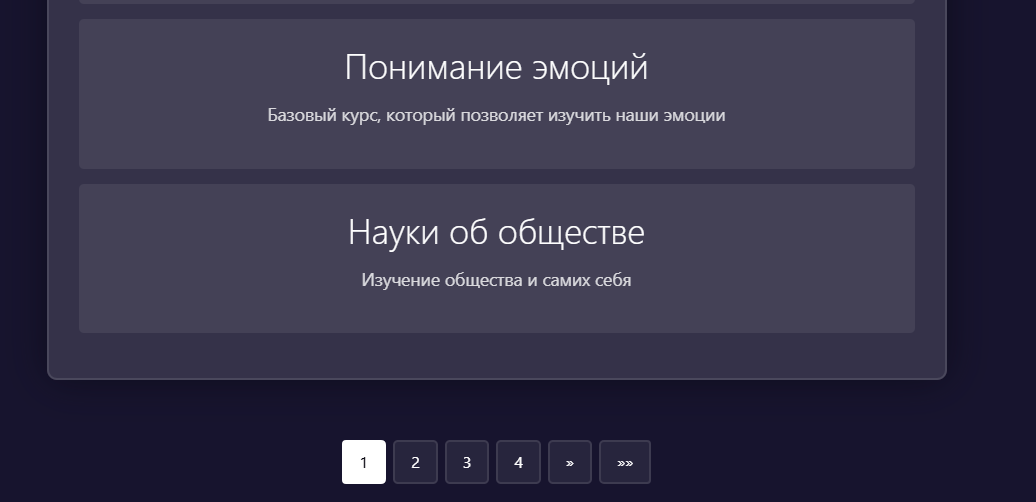 Понимание эмоций
Базовый курс, который позволяет изучить наши эмоции
Науки об обществе
Изучение общества и самих себя
1 2 3 4 » »»